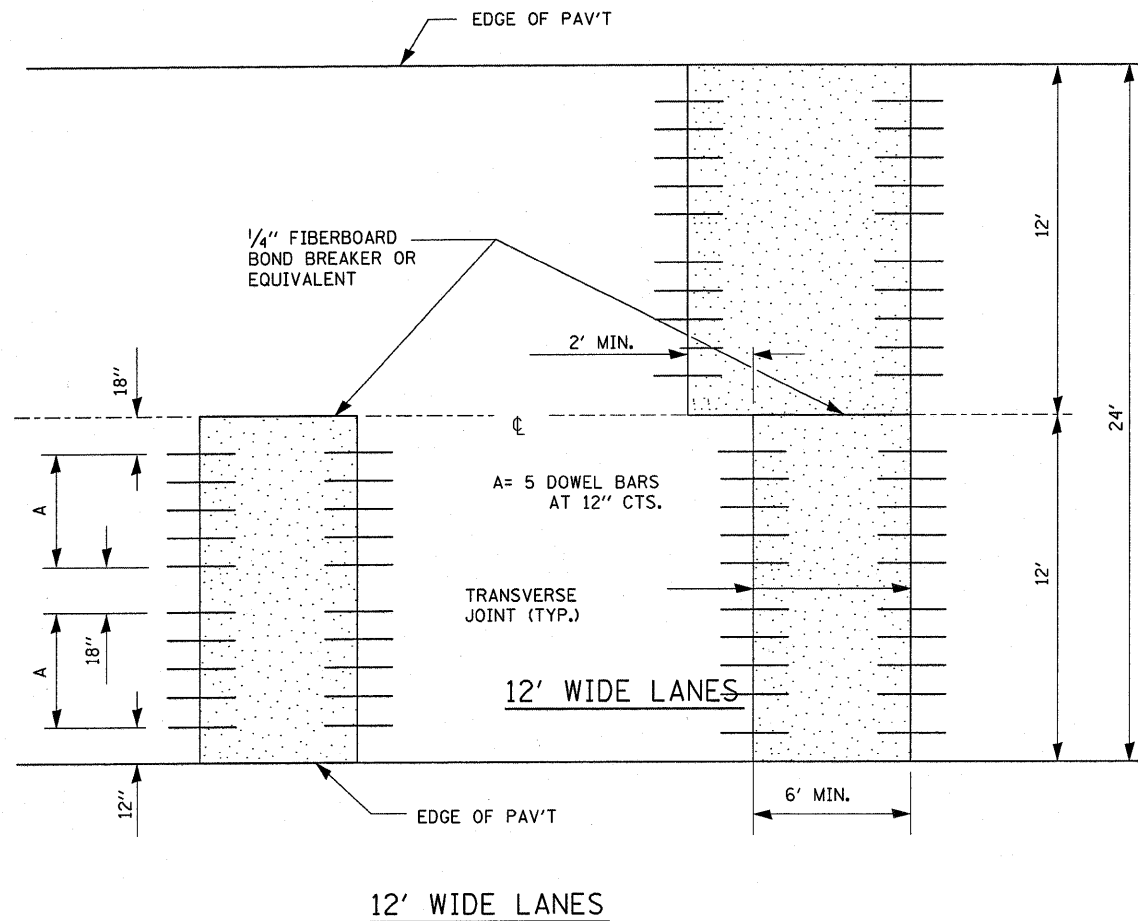 EDGE OF PAV'T
1/4" FIBERBOARD
BOND BREAKER OR
EQUIVALENT
12'
2' MIN.
18"
24'
℄
A= 5 DOWEL BARS
AT 12" CTS.
A
12'
TRANSVERSE
JOINT (TYP.)
A
18"
12' WIDE LANES
6' MIN.
12"
EDGE OF PAV'T
12' WIDE LANES